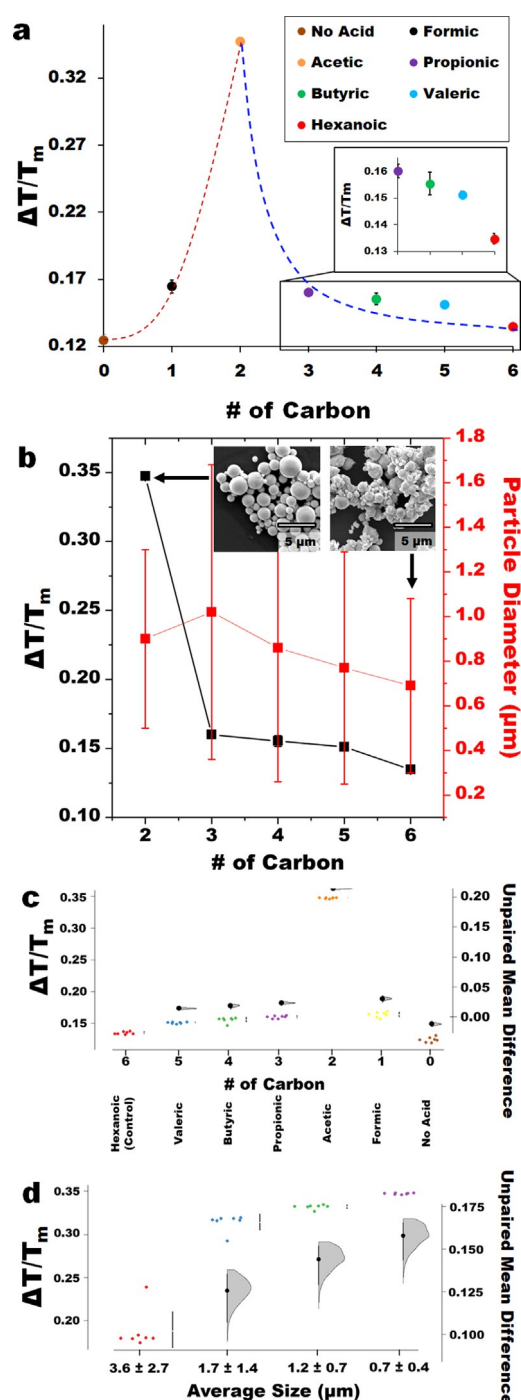 a
No Acid
Formic
Acetic
Propionic
Butyric
Valeric
Hexanoic
ΔT/Tm
0.32
0.27
0.22
0.17
0.12
ΔT/Tm
0.16
0.15
0.14
0.13
0 1 2 3 4 5 6
# of Carbon
b
ΔT/Tm
0.35
0.30
0.25
0.20
0.15
0.10
5 μm
5 μm
1.8
1.6
1.4
1.2
1.0
0.8
0.6
0.4
0.2
Particle Diameter (μm)
2 3 4 5 6
# of Carbon
c
ΔT/Tm
0.35
0.30
0.25
0.20
0.15
0.20
0.15
0.10
0.05
0.00
Unpaired Mean Difference
6 5 4 3 2 1 0
# of Carbon
Hexanoic (Control)
Valeric
Butyric
Propionic
Acetic
Formic
No Acid
d
ΔT/Tm
0.35
0.30
0.25
0.20
0.175
0.150
0.125
0.100
Unpaired Mean Difference
3.6 ± 2.7 1.7 ± 1.4 1.2 ± 0.7 0.7 ± 0.4
Average Size (μm)